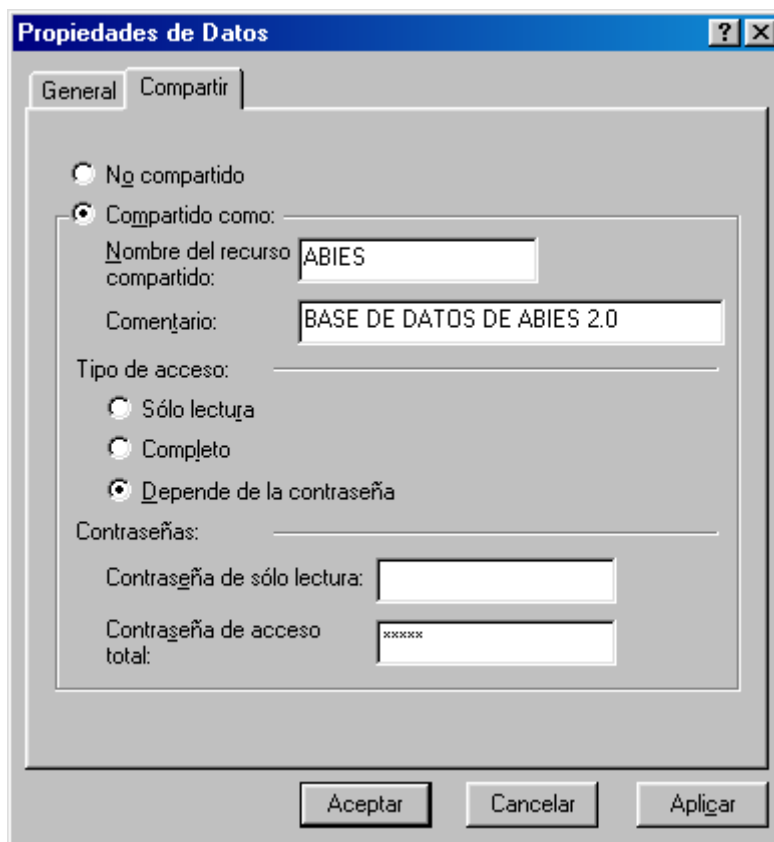 Propiedades de Datos
General Compartir
No compartido
Compartido como:
Nombre del recurso
compartido:
ABIES
Comentario: BASE DE DATOS DE ABIES 2.0
Tipo de acceso:
Sólo lectura
Completo
Depende de la contraseña
Contraseñas:
Contraseña de sólo lectura:
Contraseña de acceso
total:
xxxxx
Aceptar Cancelar Aplicar